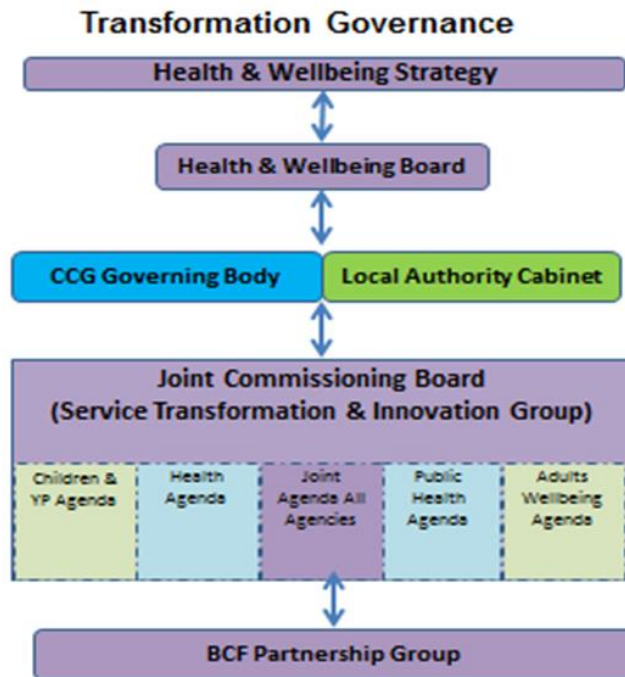 Transformation Governance
Health & Wellbeing Strategy
Health & Wellbeing Board
CCG Governing Body
Local Authority Cabinet
Joint Commissioning Board
(Service Transformation & Innovation Group)
Children &
YP Agenda
Health
Agenda
Joint
Agenda All
Agencies
Public
Health
Agenda
Adults
Wellbeing
Agenda
BCF Partnership Group